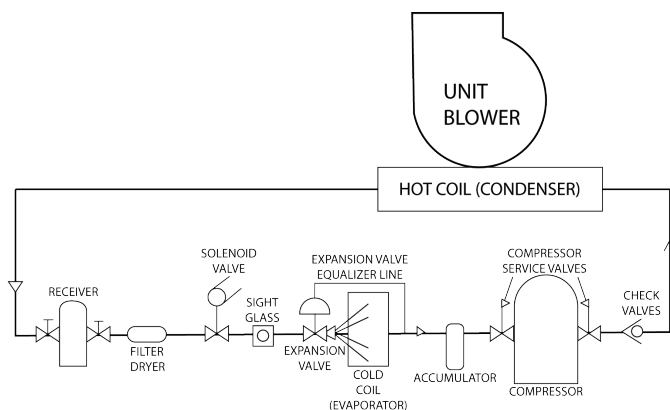 UNIT
BLOWER
HOT COIL (CONDENSER)
SOLENOID
VALVE
EXPANSION VALVE
EQUALIZER LINE
COMPRESSOR
SERVICE VALVES
RECEIVER
SIGHT
GLASS
CHECK
VALVES
FILTER
DRYER
EXPANSION
VALVE
COLD
COIL
(EVAPORATOR)
ACCUMULATOR
COMPRESSOR